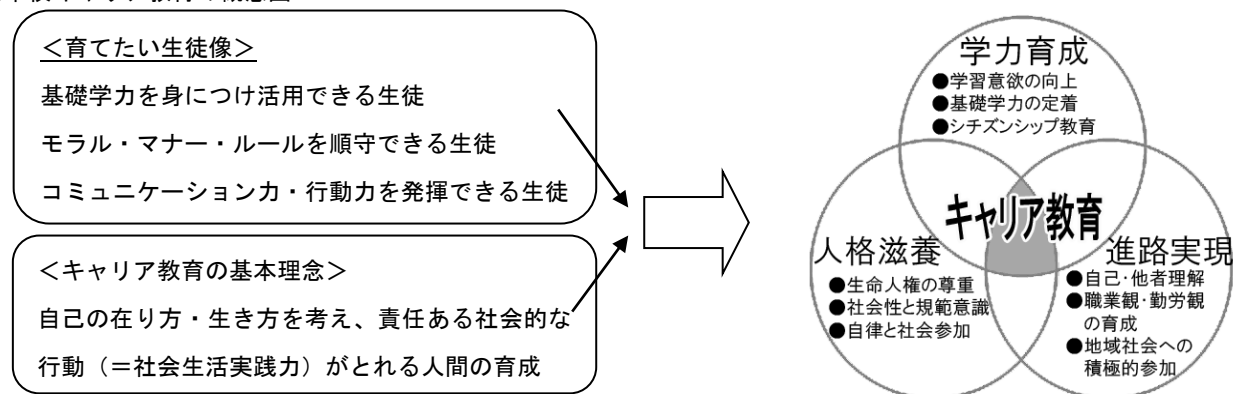 ＜育てたい生徒像＞
基礎学力を身につけ活用できる生徒
モラル・マナー・ルールを順守できる生徒
コミュニケーション力・行動力を発揮できる生徒
＜キャリア教育の基本理念＞
自己の在り方・生き方を考え、責任ある社会的な
行動（＝社会生活実践力）がとれる人間の育成
学力育成
●学習意欲の向上
●基礎学力の定着
●シチズンシップ教育
キャリア教育
人格滋養
●生命人権の尊重
●社会性と規範意識
●自律と社会参加
進路実現
●自己・他者理解
●職業観・勤労観
の育成
●地域社会への
積極的参加